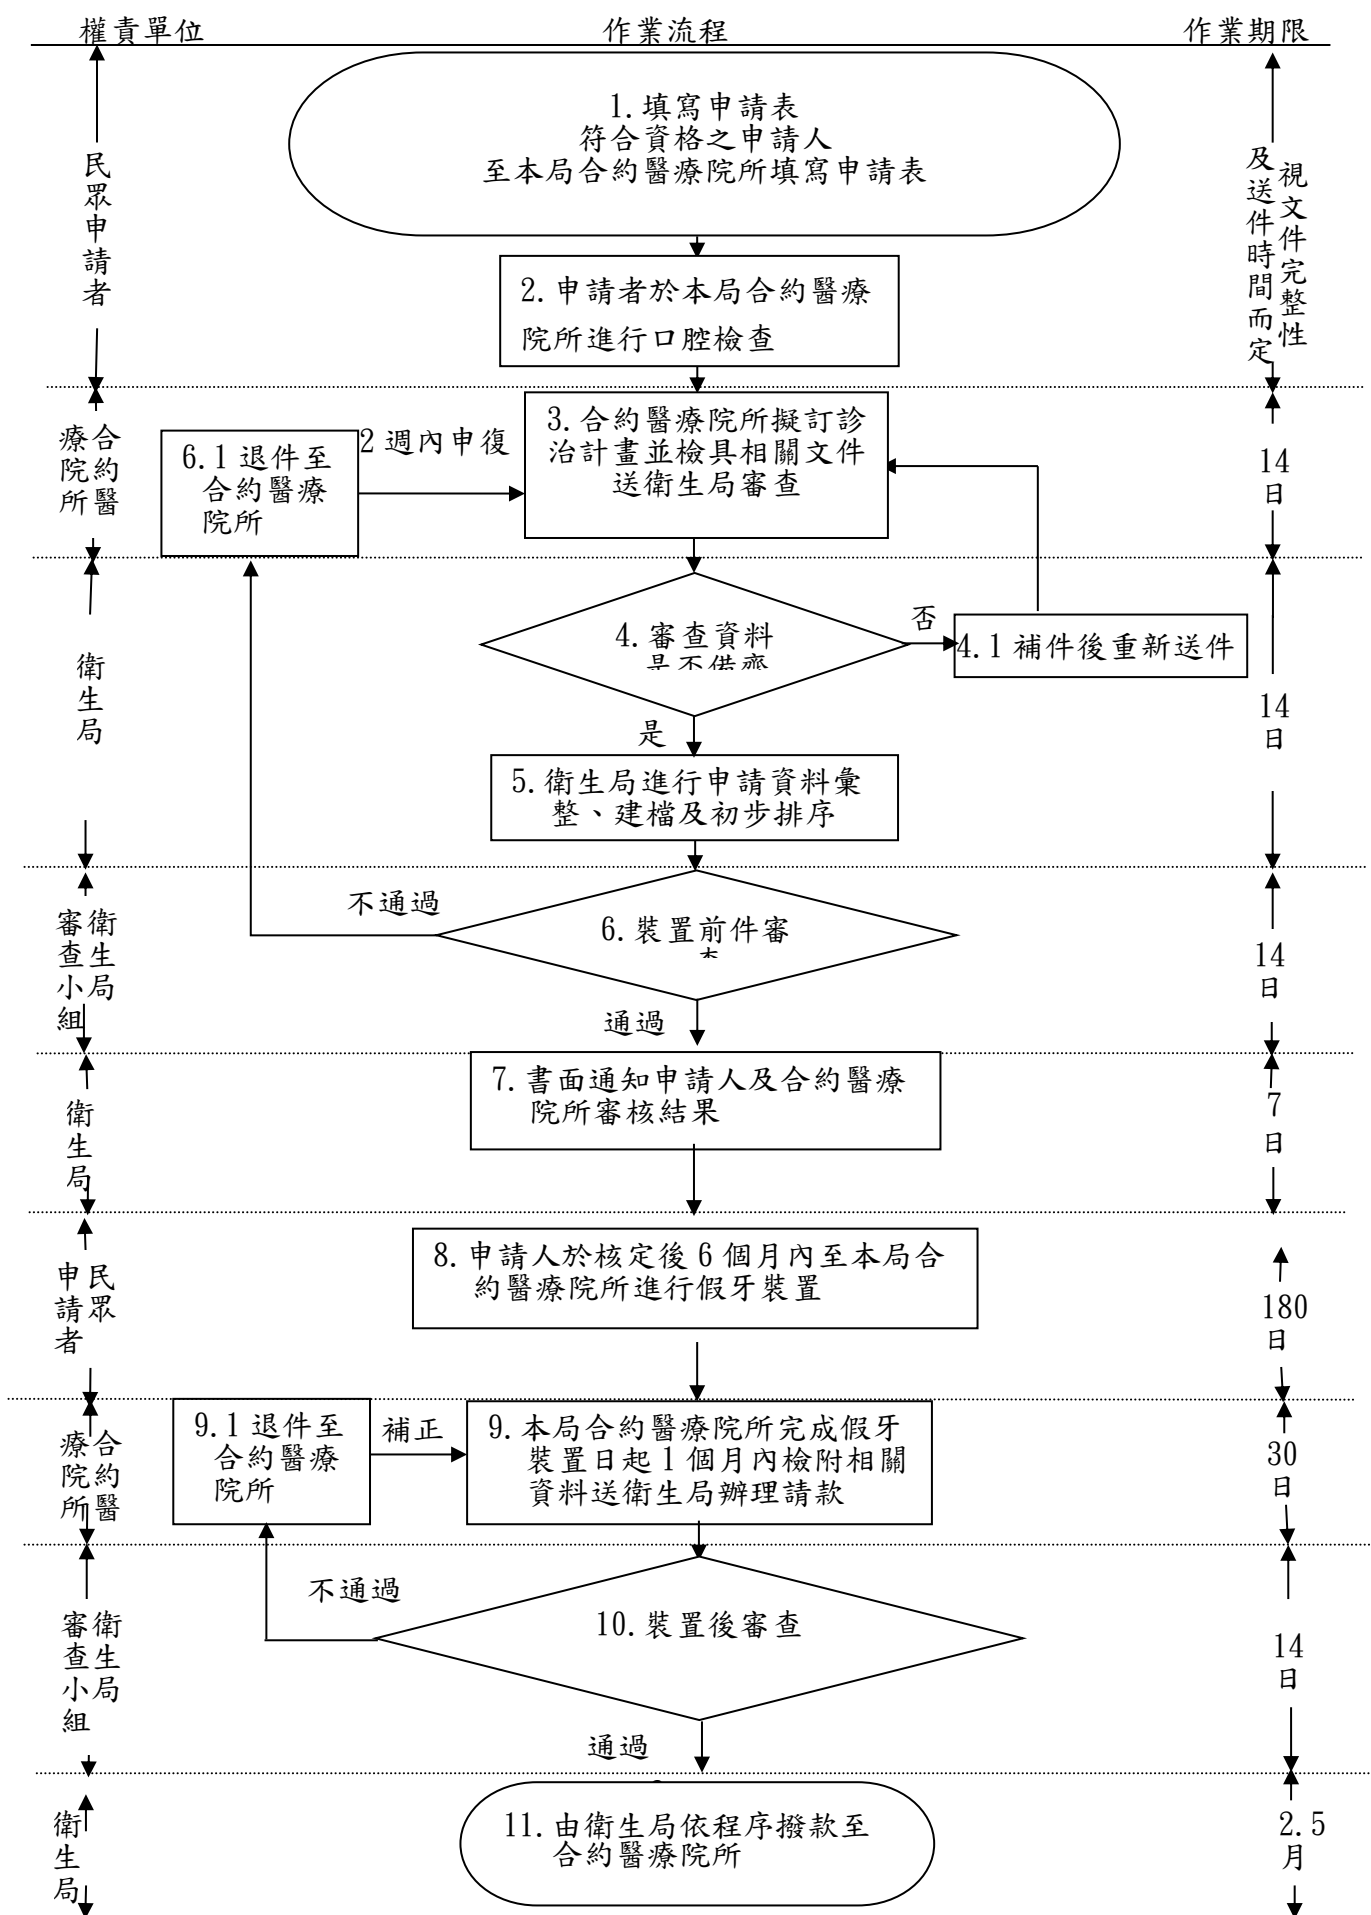 權責單位 作業流程 作業期限
1.填寫申請表
符合資格之申請人
至本局合約醫療院所填寫申請表
民眾申請者
視文件完整性
及送件時間而定
2.申請者於本局合約醫療
院所進行口腔檢查
合約醫
療院所
6.1 退件至
合約醫療
院所
2 週內申復
3.合約醫療院所擬訂診
治計畫並檢具相關文件
送衛生局審查
14
日
衛生局
4.審查資料
是否備齊
否
4.1 補件後重新送件
14
日
是
5.衛生局進行申請資料彙
整、建檔及初步排序
衛生局
審查小組
不通過
6.裝置前件審
查
14
日
通過
衛生局
7.書面通知申請人及合約醫療
院所審核結果
7
日
民眾
申請者
8.申請人於核定後 6 個月內至本局合
約醫療院所進行假牙裝置
180
日
合約醫
療院所
9.1 退件至
合約醫療
院所
補正
9.本局合約醫療院所完成假牙
裝置日起 1 個月內檢附相關
資料送衛生局辦理請款
30
日
衛生局
審查小組
不通過
10.裝置後審查
14
日
通過
衛生局
11.由衛生局依程序撥款至
合約醫療院所
2.5
月